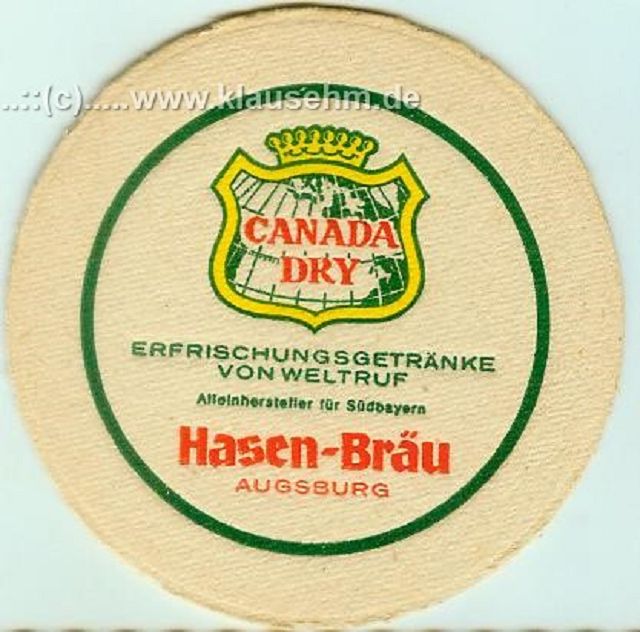 ..::(c).....www.klausehm.de
CANADA
DRY
ERFRISCHUNGSGETRÄNKE
VON WELTRUF
Alleinhersteller für Südbayern
Hasen-Bräu
AUGSBURG